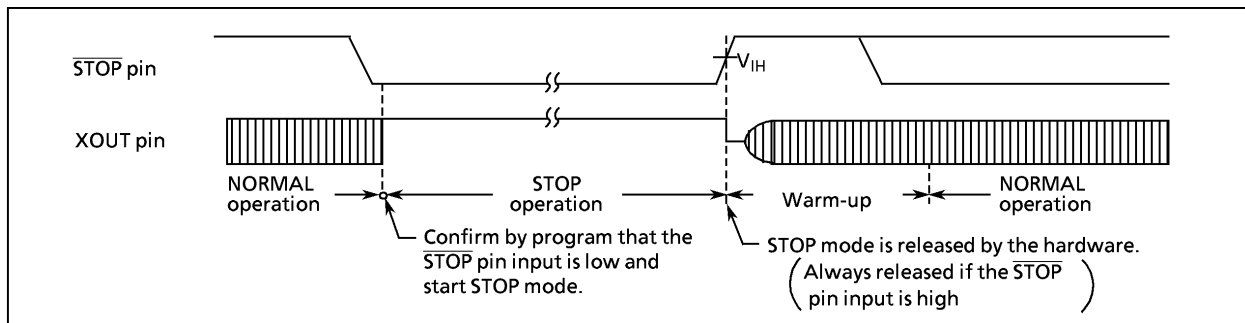 STOP pin
VIH
XOUT pin
NORMAL
operation
STOP
operation
Warm-up
NORMAL
operation
Confirm by program that the
STOP pin input is low and
start STOP mode.
STOP mode is released by the hardware.
(Always released if the STOP
pin input is high)